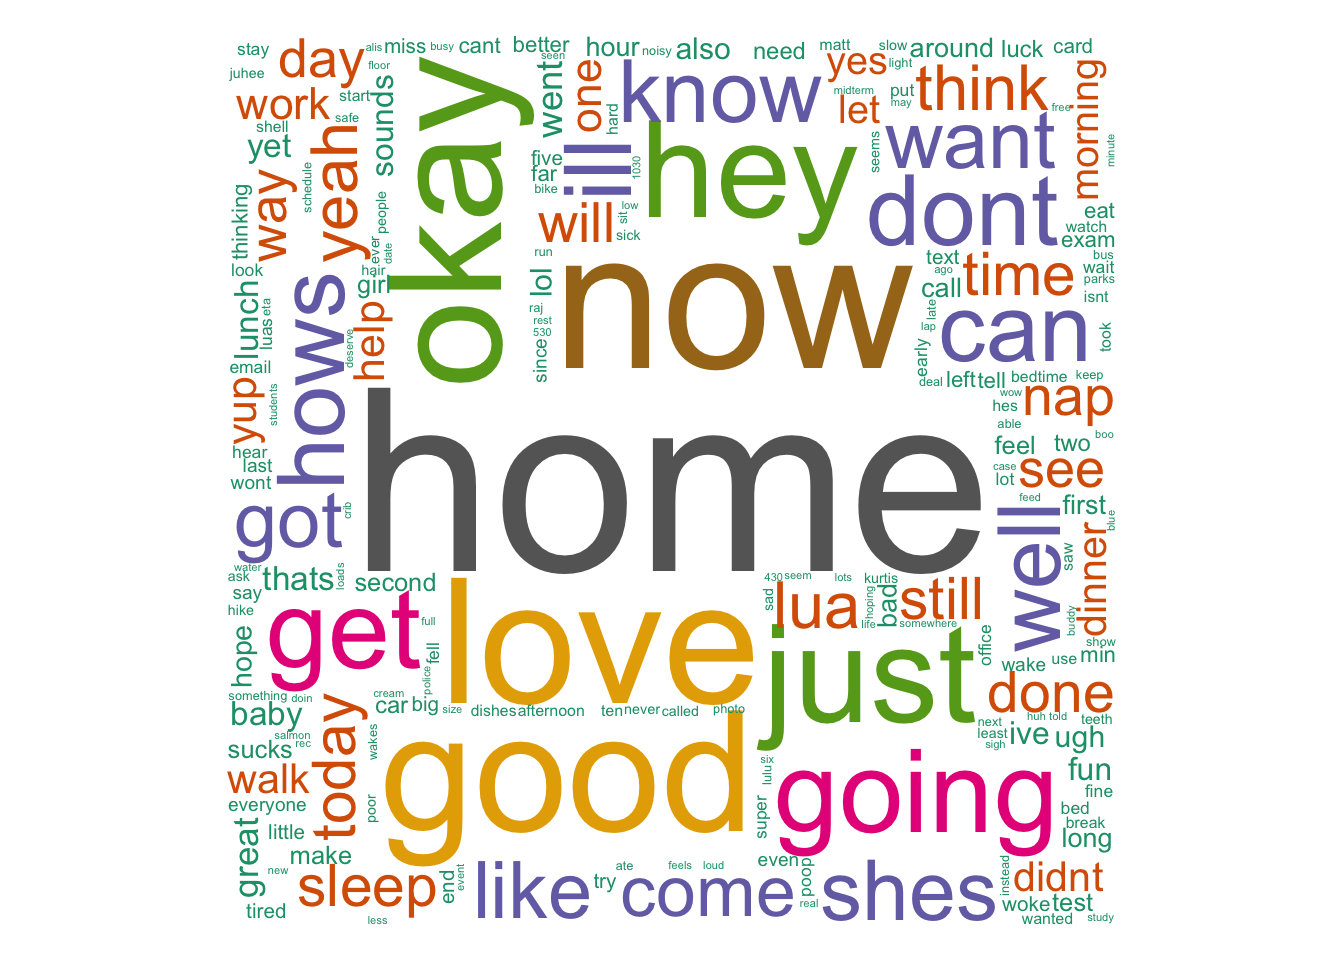 stay
day
alis
miss
busy
cant
better
seen
hour
noisy
also
need
matt
slow
around
luck
card
juhee
floor
work
start
sounds
okay
went
one
hard
know
yes
light
midterm
let
put
may
think
free
morning
minute
shell
safe
yet
yeah
way
schedule
people
five
far
bike
ill
1030
hey
seems
want
dont
eat
watch
exam
bus
thinking
ever
date
will
sit
low
sick
run
look
hair
girl
lol
now
text
ago
call
time
wait
parks
isnt
lunch
luas
eta
hows
help
deserve
raj
rest
530
since
late
lap
early
can
took
email
students
yup
deal
left
tell
bedtime
keep
wow
hes
nap
able
boo
hear
last
wont
home
feel
two
case
lot
see
got
crib
feed
first
well
blue
water
ask
thats
loads
second
say
hike
430
seem
lots
kurtis
sad
lua
hoping
life
bad
still
somewhere
saw
dinner
buddy
get
full
love
just
office
show
hope
fell
police
wake
use
min
something
doin
cream
car
big
size
dishes
afternoon
ten
never
called
photo
done
baby
salmon
rec
sucks
today
wakes
good
next
least
sigh
huh
told
ive
teeth
ugh
walk
six
lulu
going
fun
fine
everyone
poor
super
bed
break
long
little
great
make
new
sleep
end
event
like
ate
try
feels
loud
come
even
poop
real
shes
instead
didnt
tired
less
woke
test
wanted
study